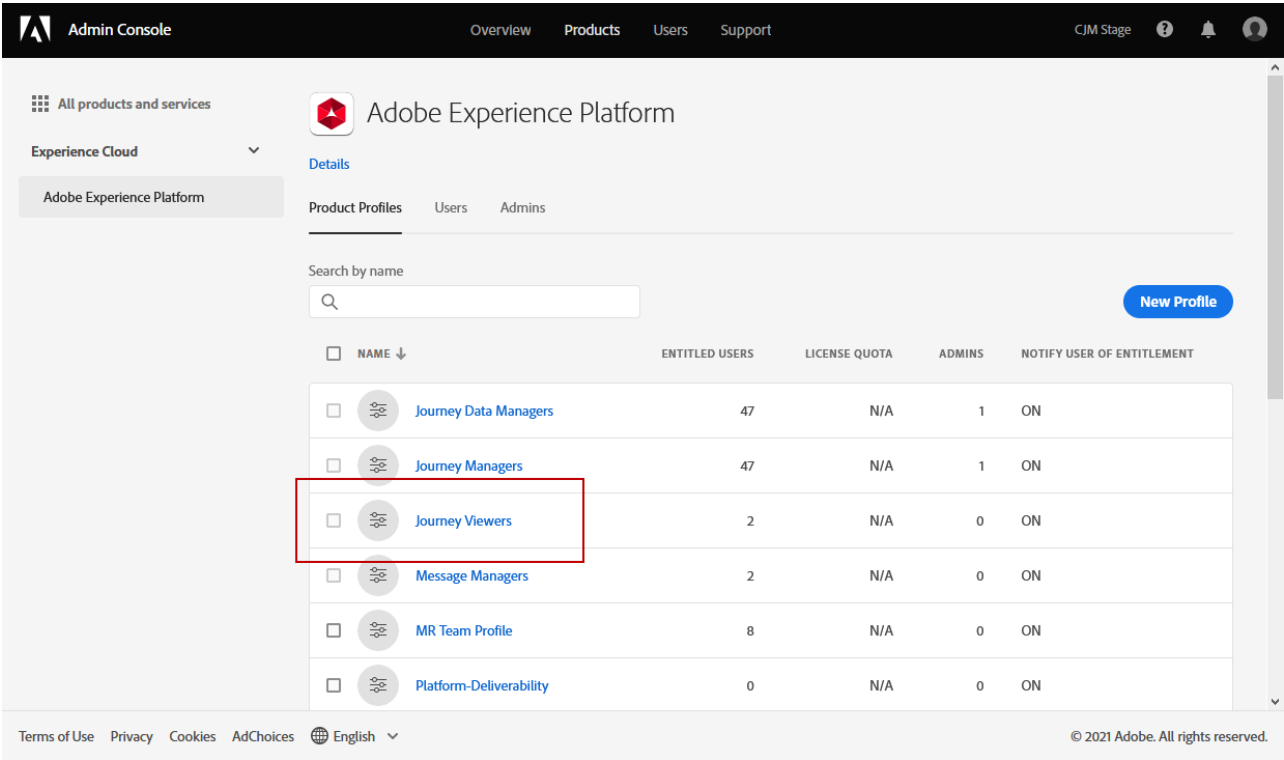 Admin Console Overview Products Users Support CJM Stage
All products and services
Experience Cloud
Adobe Experience Platform
Adobe Experience Platform
Details
Product Profiles Users Admins
Search by name
New Profile
NAME ENTITLED USERS LICENSE QUOTA ADMINS NOTIFY USER OF ENTITLEMENT
Journey Data Managers 47 N/A 1 ON
Journey Managers 47 N/A 1 ON
Journey Viewers 2 N/A 0 ON
Message Managers 2 N/A 0 ON
MR Team Profile 8 N/A 0 ON
Platform-Deliverability 0 N/A 0 ON
Terms of Use Privacy Cookies AdChoices English © 2021 Adobe. All rights reserved.